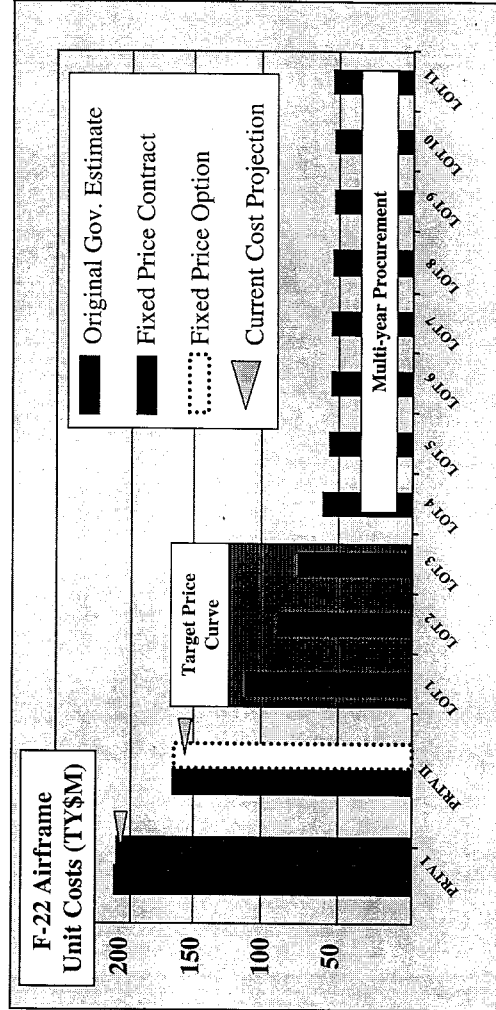 F-22 Airframe
Unit Costs (TY$M)
Original Gov. Estimate
Fixed Price Contract
Fixed Price Option
Current Cost Projection
Target Price
Curve
Multi-year Procurement
200
150
100
50
PRTV I
PRTV II
LOT 1
LOT 2
LOT 3
LOT 4
LOT 5
LOT 6
LOT 7
LOT 8
LOT 9
LOT 10
LOT 11